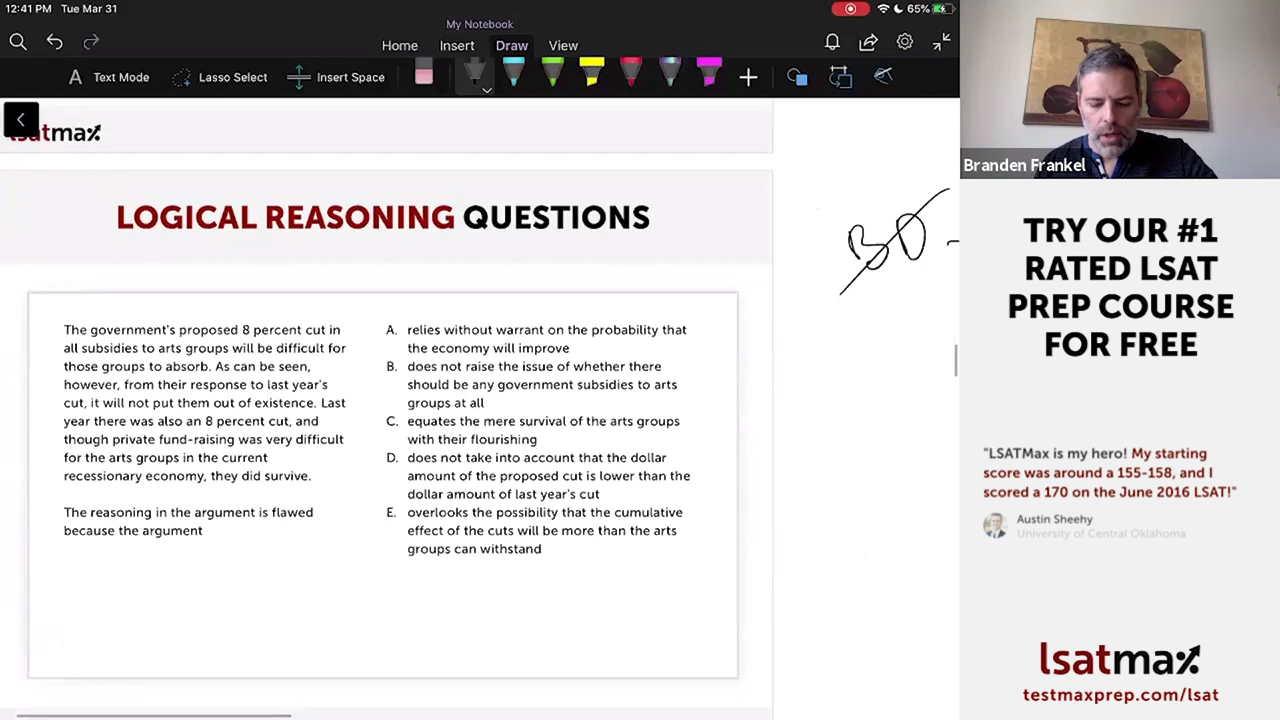 12:41 PM Tue Mar 31
65%
My Notebook
Home Insert Draw View
A Text Mode Lasso Select Insert Space
lsatmax
LOGICAL REASONING QUESTIONS
The government's proposed 8 percent cut in
all subsidies to arts groups will be difficult for
those groups to absorb. As can be seen,
however, from their response to last year's
cut, it will not put them out of existence. Last
year there was also an 8 percent cut, and
though private fund-raising was very difficult
for the arts groups in the current
recessionary economy, they did survive.
The reasoning in the argument is flawed
because the argument
A. relies without warrant on the probability that
the economy will improve
B. does not raise the issue of whether there
should be any government subsidies to arts
groups at all
C. equates the mere survival of the arts groups
with their flourishing
D. does not take into account that the dollar
amount of the proposed cut is lower than the
dollar amount of last year's cut
E. overlooks the possibility that the cumulative
effect of the cuts will be more than the arts
groups can withstand
BO
Branden Frankel
TRY OUR #1
RATED LSAT
PREP COURSE
FOR FREE
"LSATMax is my hero! My starting
score was around a 155-158, and I
scored a 170 on the June 2016 LSAT!"
Austin Sheehy
University of Central Oklahoma
lsatmax
testmaxprep.com/lsat